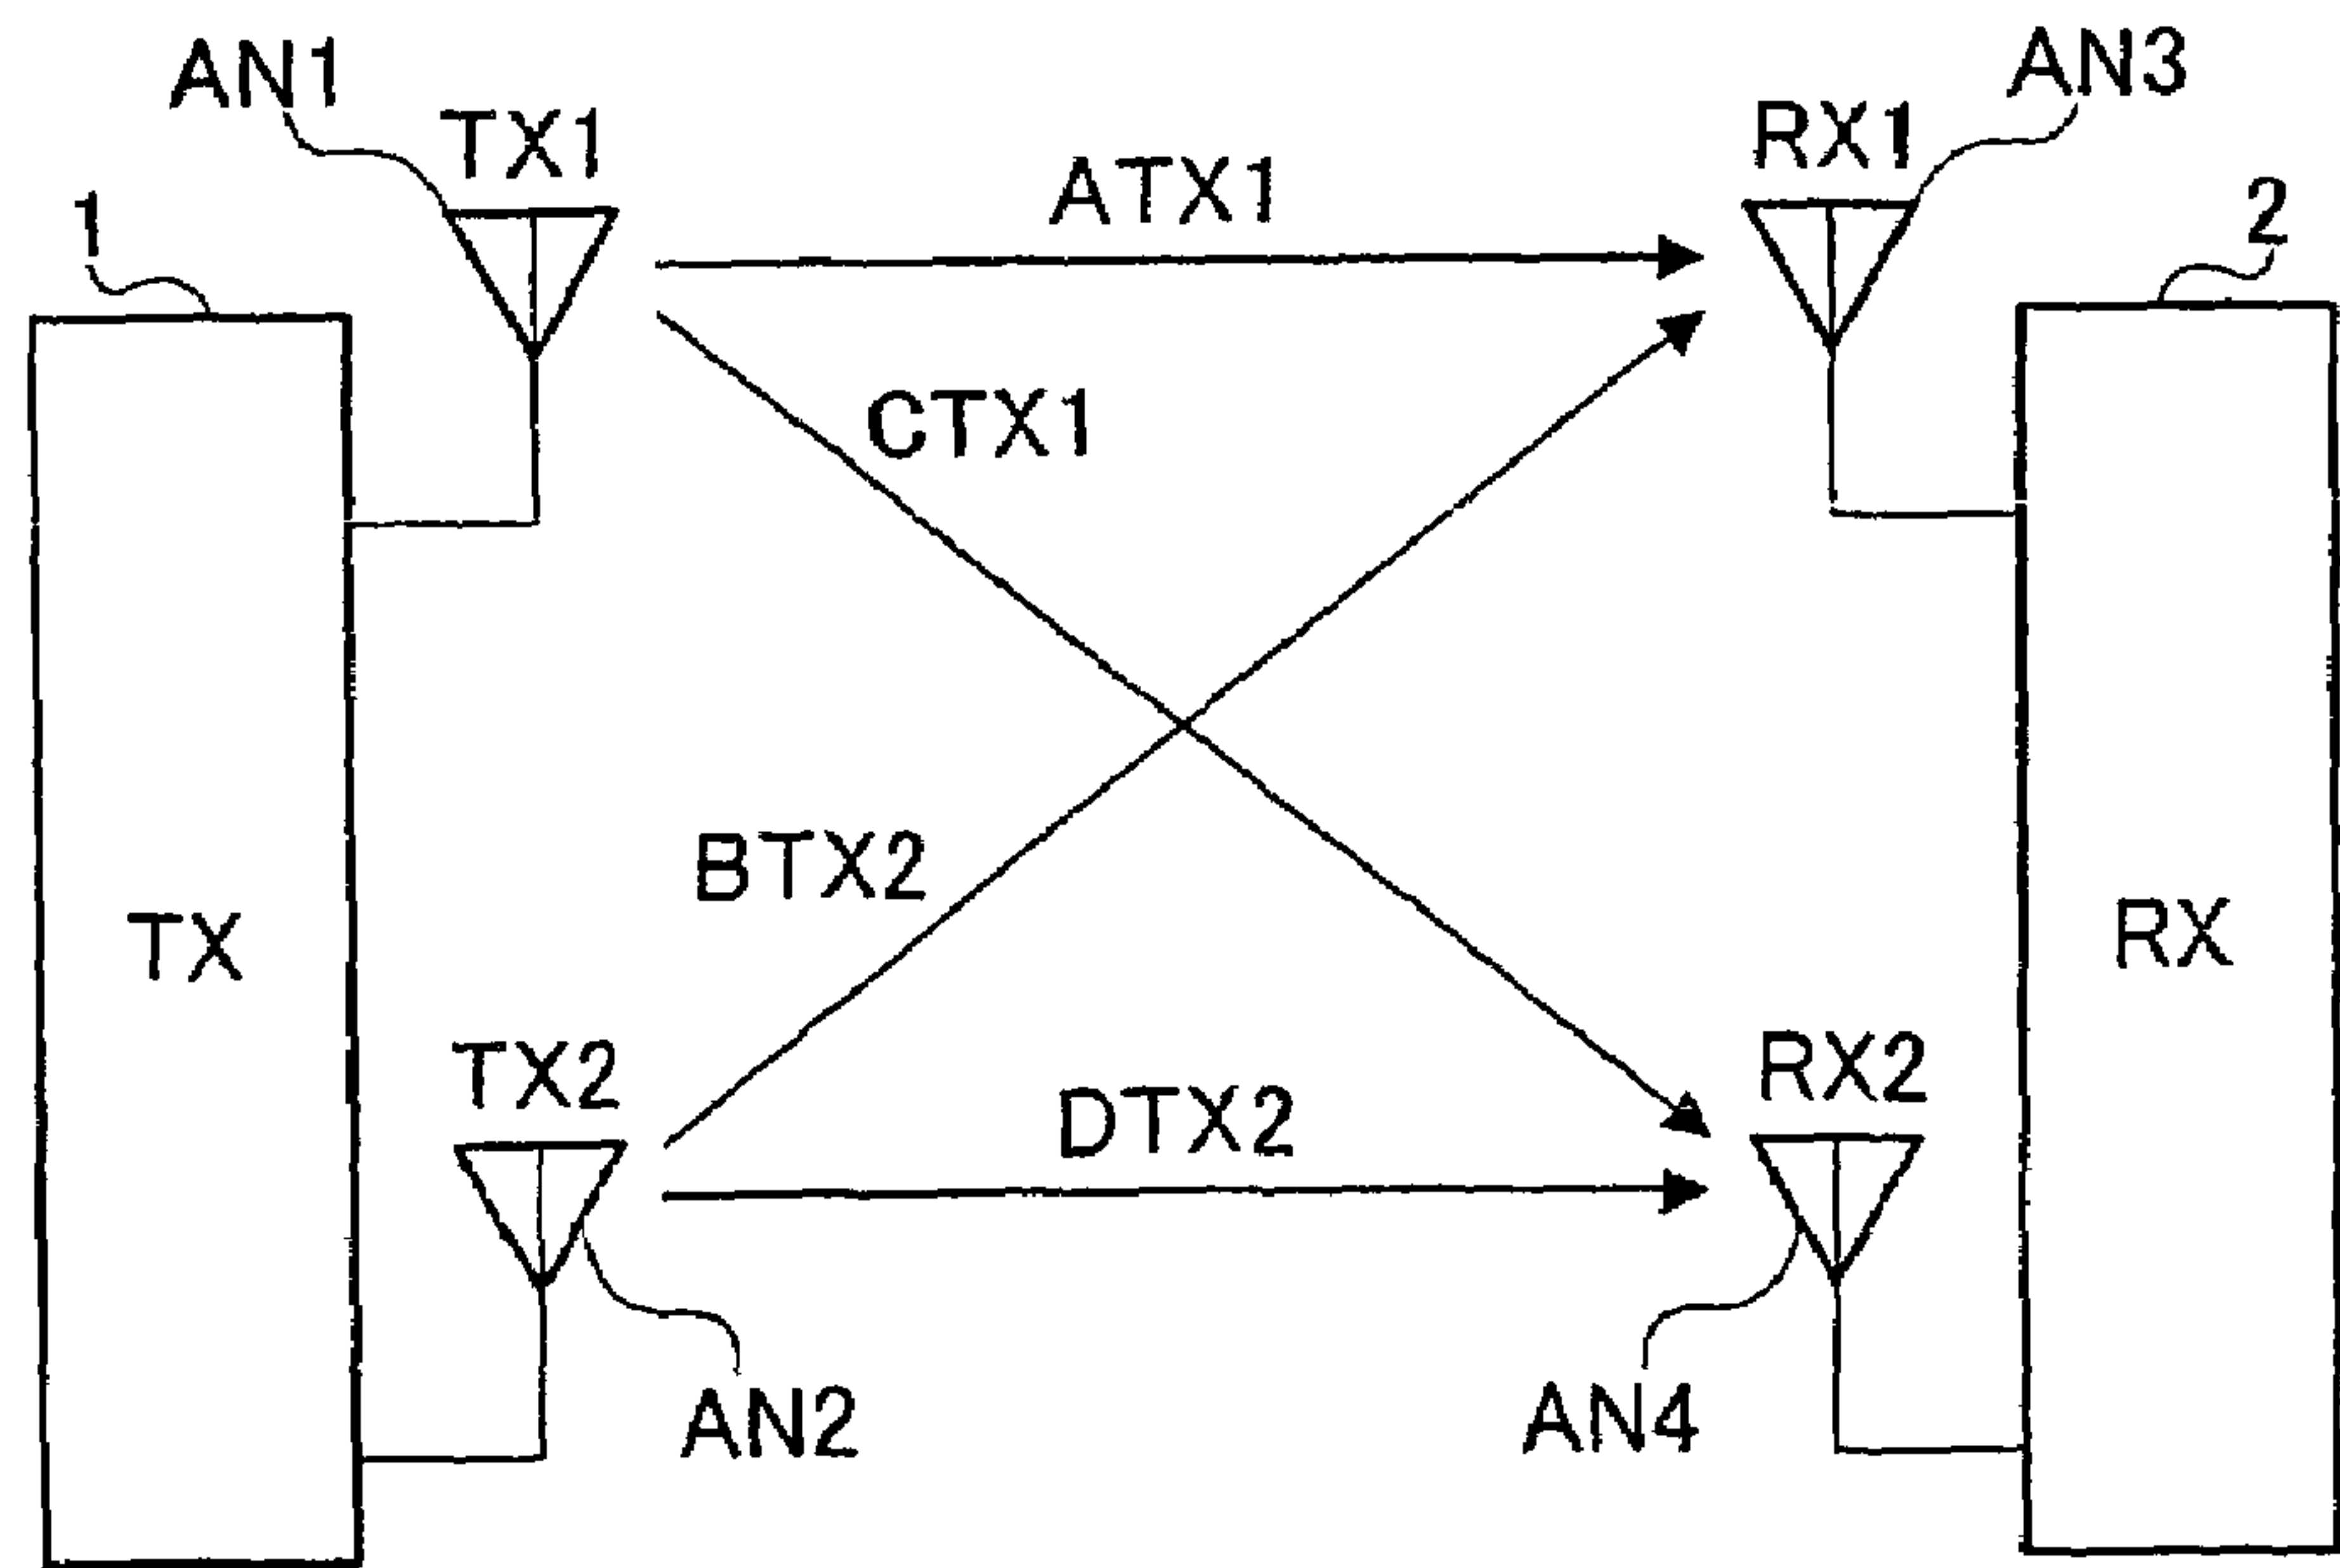 AN1
AN3
TX1
RX1
ATX1
1
2
CTX1
BTX2
TX
RX
TX2
RX2
DTX2
AN2
AN4